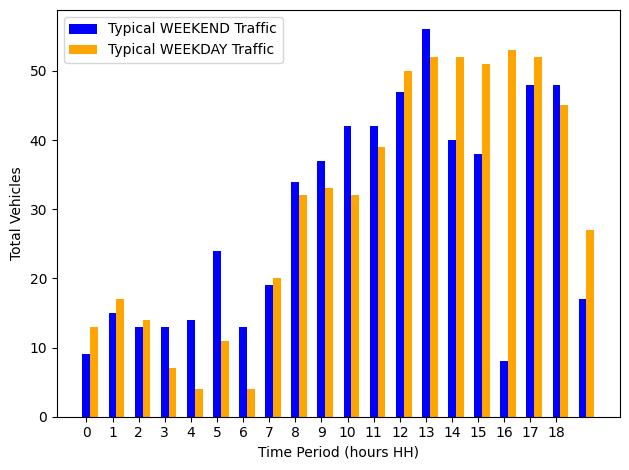 Typical WEEKEND Traffic
Typical WEEKDAY Traffic
Total Vehicles
50
40
30
20
10
0
0 1 2 3 4 5 6 7 8 9 10 11 12 13 14 15 16 17 18
Time Period (hours HH)